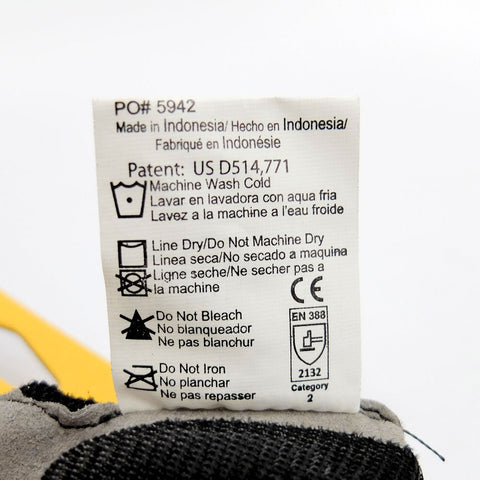 PO# 5942
Made in Indonesia/ Hecho en Indonesia/
Fabriqué en Indonésie
Patent: US D514,771
Machine Wash Cold
Lavar en lavadora con aqua fria
Lavez a la machine a l'eau froide
Line Dry/Do Not Machine Dry
Linea seca/No secado a maquina
Ligne seche/Ne secher pas a
la machine
CE
Do Not Bleach
No blanqueador
Ne pas blanchur
EN 388
2132
Category
2
Do Not Iron
No planchar
Ne pas repasser